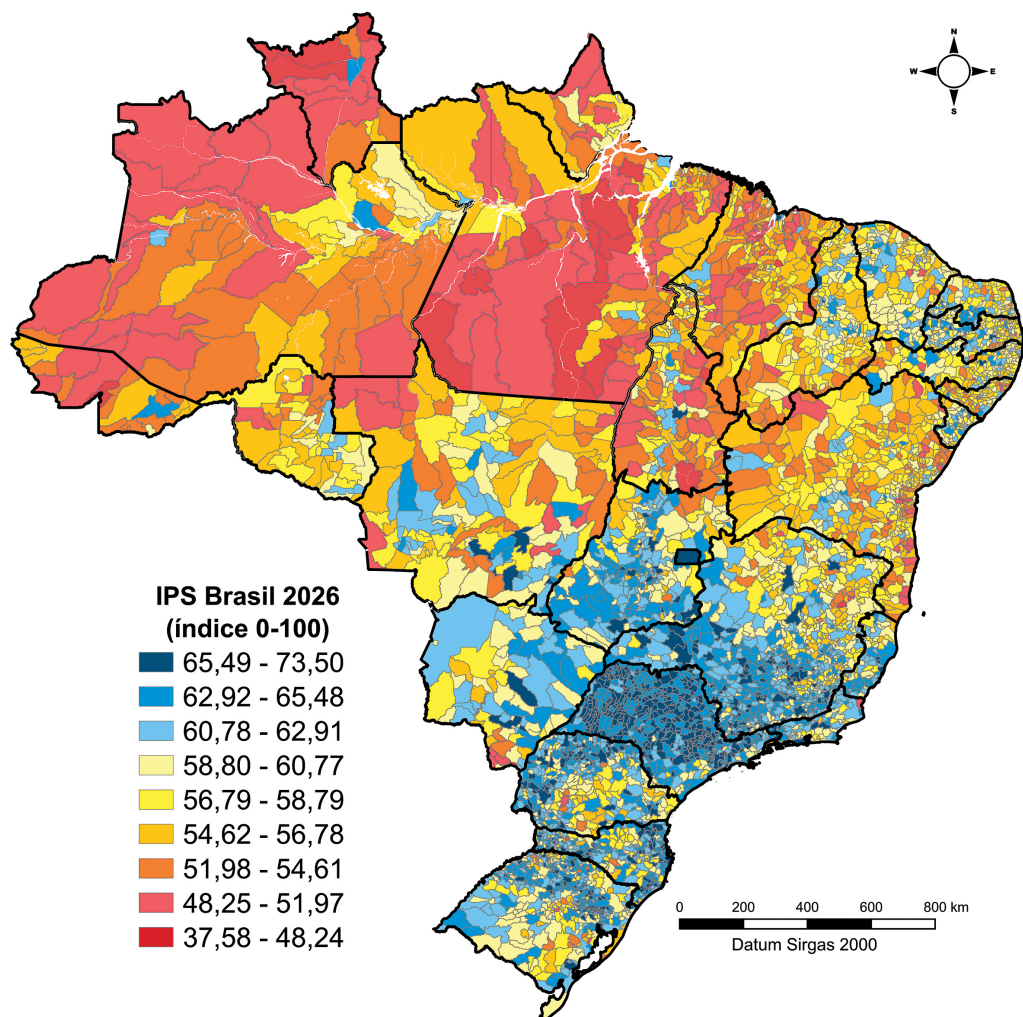 N
W E
S
IPS Brasil 2026
(índice 0-100)
65,49 - 73,50
62,92 - 65,48
60,78 - 62,91
58,80 - 60,77
56,79 - 58,79
54,62 - 56,78
51,98 - 54,61
48,25 - 51,97
37,58 - 48,24
0 200 400 600 800 km
Datum Sirgas 2000